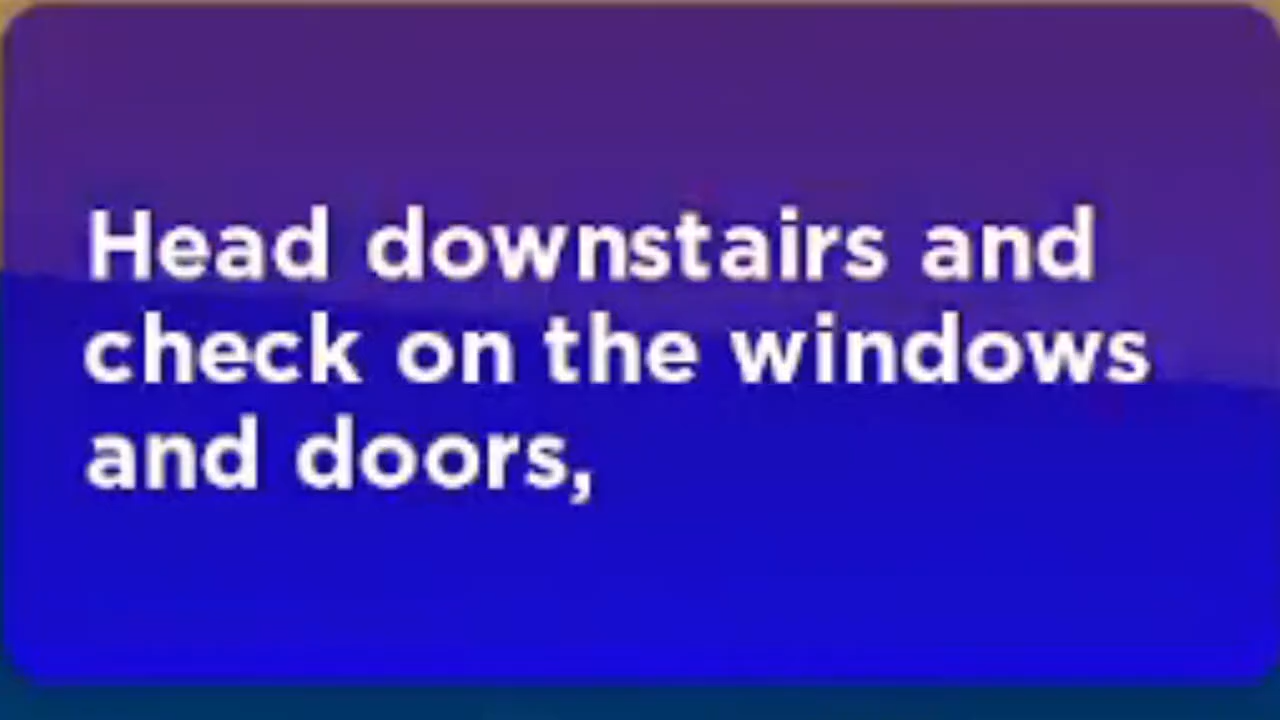 Head downstairs and
check on the windows
and doors,